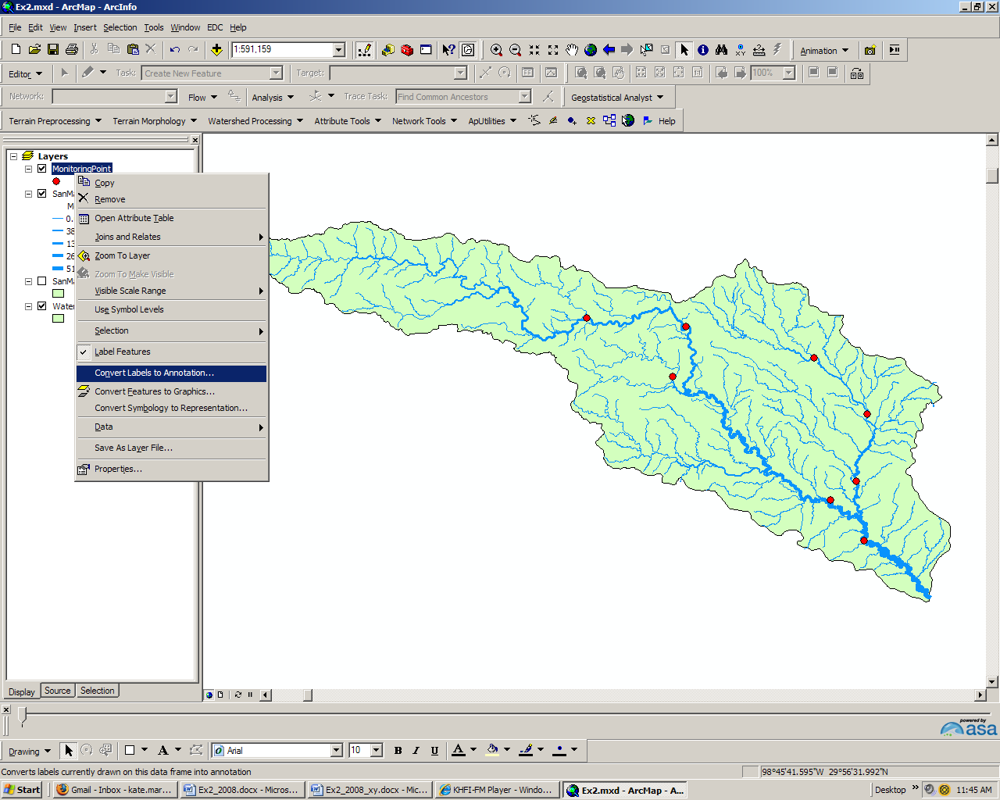 Ex2.mxd - ArcMap - ArcInfo
File Edit View Insert Selection Tools Window EDC Help
1:591,159 Animation
Editor Task: Create New Feature Target: 100%
Network: Flow Analysis Trace Task: Find Common Ancestors Geostatistical Analyst
Terrain Preprocessing Terrain Morphology Watershed Processing Attribute Tools Network Tools ApUtilities Help
Layers
MonitoringPoint
SanMa
M
0.
38
13
26
51
SanMa
Water
Copy
Remove
Open Attribute Table
Joins and Relates
Zoom To Layer
Zoom To Make Visible
Visible Scale Range
Use Symbol Levels
Selection
Label Features
Convert Labels to Annotation...
Convert Features to Graphics...
Convert Symbology to Representation...
Data
Save As Layer File...
Properties...
Display Source Selection
powered by
asa
Drawing A Arial 10 B I U A
Converts labels currently drawn on this data frame into annotation 98°45'41.595"W 29°56'31.992"N
Start Gmail - Inbox - kate.mar... Ex2_2008.docx - Micros... Ex2_2008_xy.docx - Mic... KHFI-FM Player - Windo... Ex2.mxd - ArcMap - A... Desktop 11:45 AM